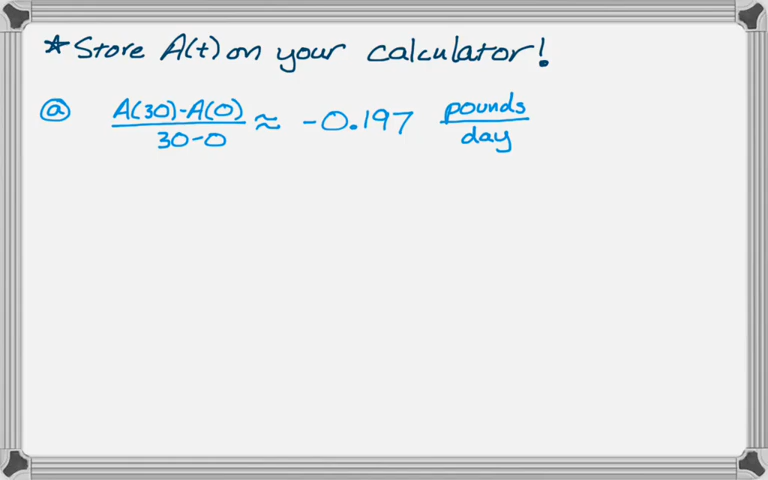 *Store A(t) on your calculator!
ⓐ A(30)-A(0) / 30-0 ≈ -0.197 pounds / day